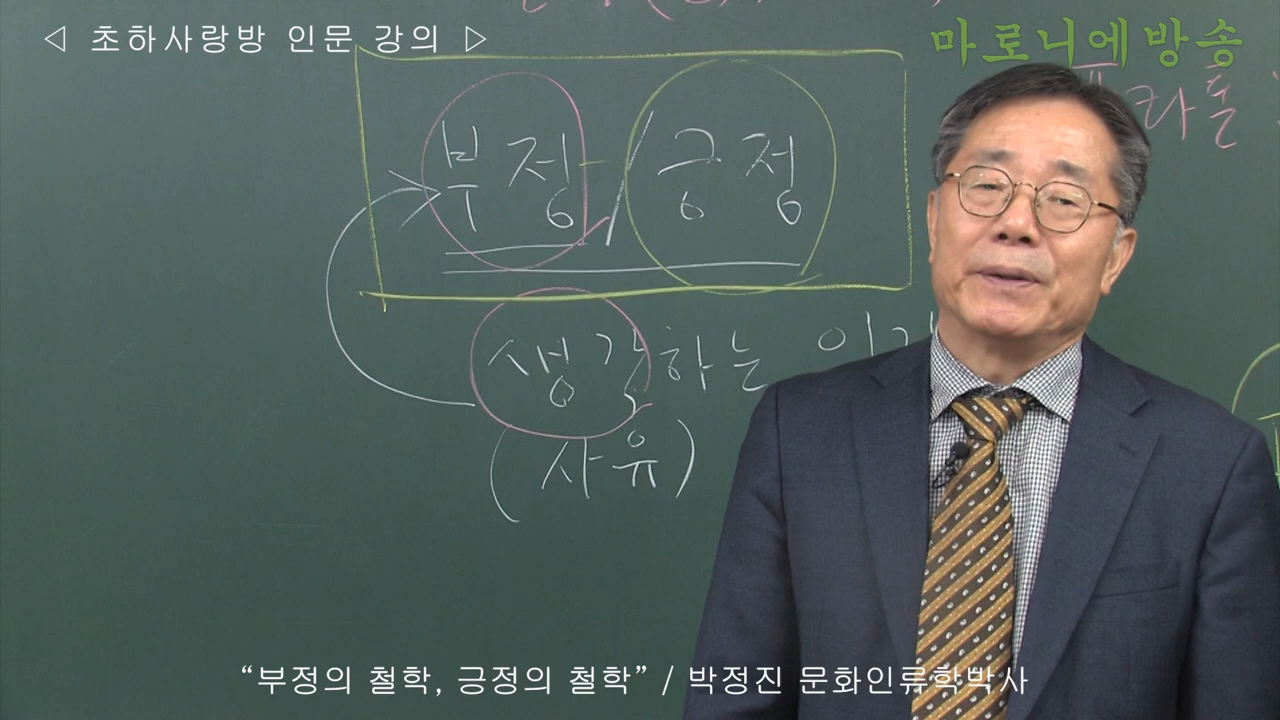 ◁ 초하사랑방 인문 강의 ▷
마로니에방송
부정/긍정
생각하는
(사유)
“부정의 철학, 긍정의 철학” / 박정진 문화인류학박사